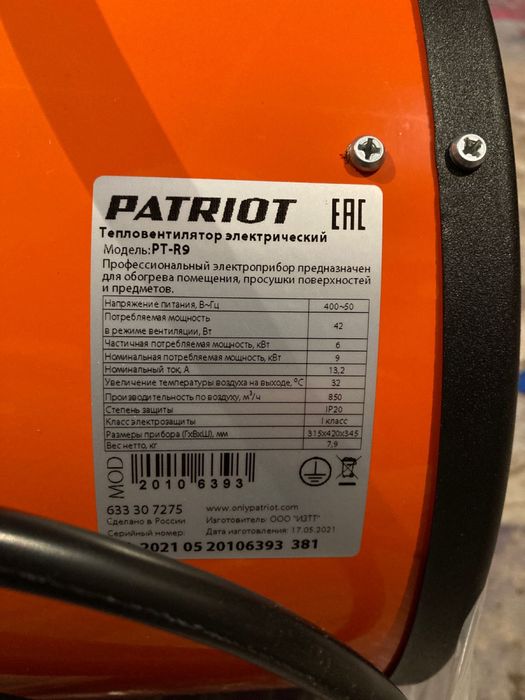 PATRIOT EAC
Тепловентилятор электрический
Модель: PT-R9
Профессиональный электроприбор предназначен
для обогрева помещения, просушки поверхностей
и предметов.
Напряжение питания, В~Гц 400~50
Потребляемая мощность
в режиме вентиляции, Вт 42
Частичная потребляемая мощность, кВт 6
Номинальная потребляемая мощность, кВт 9
Номинальный ток, А 13,2
Увеличение температуры воздуха на выходе, °С 32
Производительность по воздуху, м³/ч 850
Степень защиты IP20
Класс электрозащиты I класс
Размеры прибора (ГхВхШ), мм 315х420х345
Вес нетто, кг 7,9
MOD
2010 6393
633 30 7275 www.onlypatriot.com
Сделано в России Изготовитель: ООО "ИЗТТ"
Серийный номер: Дата изготовления: 17.05.2021
2021 05 20106393 381